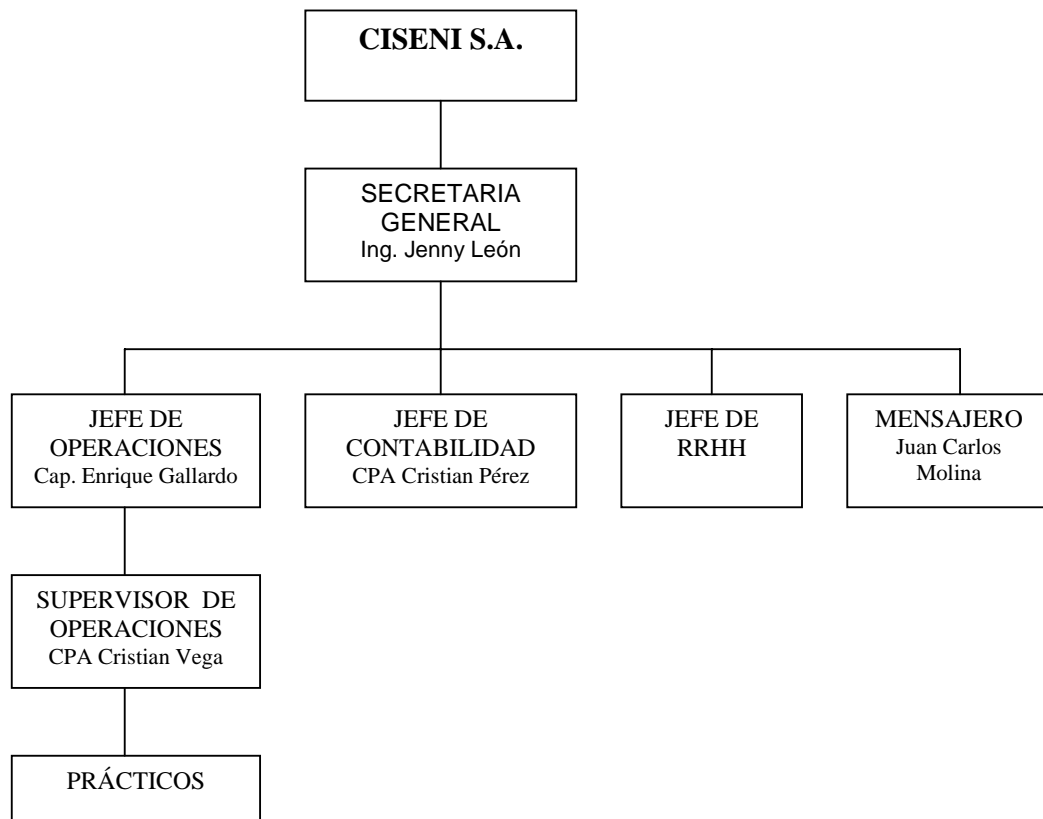 CISENI S.A.
SECRETARIA
GENERAL
Ing. Jenny León
JEFE DE
OPERACIONES
Cap. Enrique Gallardo
JEFE DE
CONTABILIDAD
CPA Cristian Pérez
JEFE DE
RRHH
MENSAJERO
Juan Carlos
Molina
SUPERVISOR DE
OPERACIONES
CPA Cristian Vega
PRÁCTICOS